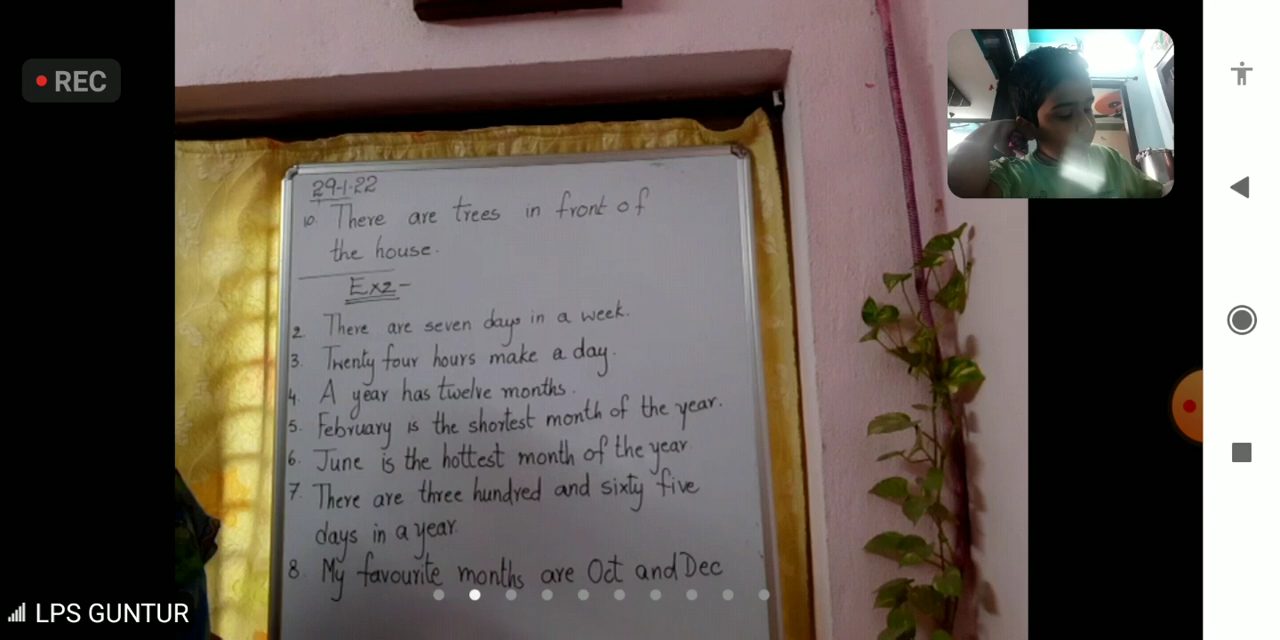 REC
29-1-22
10. There are trees in front of
the house.
Ex2-
2. There are seven days in a week.
3. Twenty four hours make a day.
4. A year has twelve months.
5. February is the shortest month of the year.
6. June is the hottest month of the year.
7. There are three hundred and sixty five
days in a year.
8. My favourite months are Oct and Dec
LPS GUNTUR